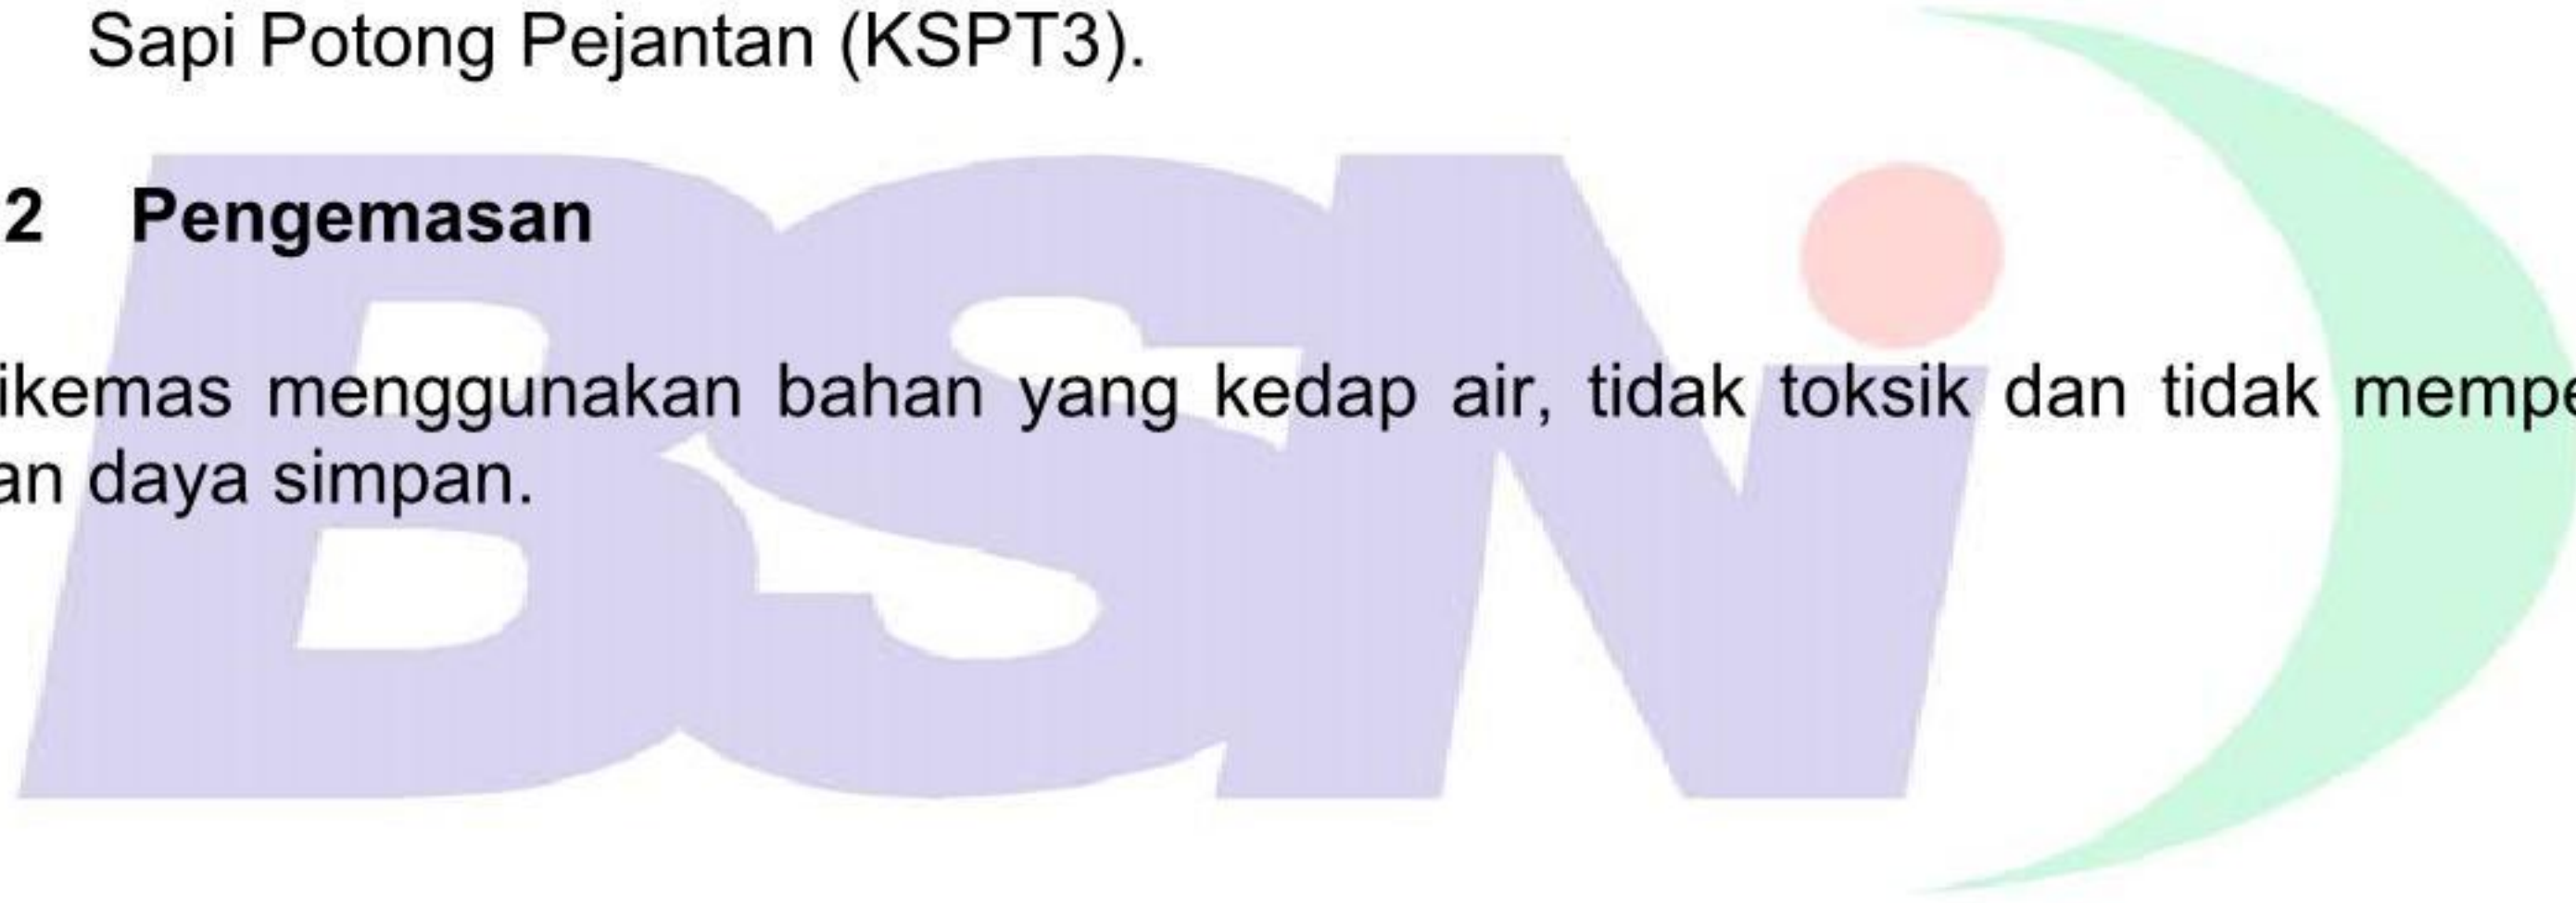 Sapi Potong Pejantan (KSPT3).
2 Pengemasan
ikemas menggunakan bahan yang kedap air, tidak toksik dan tidak mempe
an daya simpan.
BSNi